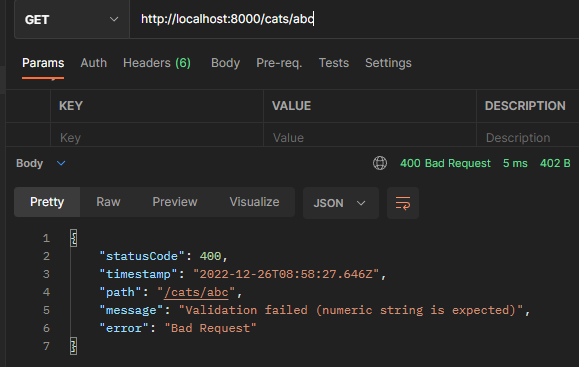 GET http://localhost:8000/cats/abc
Params Auth Headers (6) Body Pre-req. Tests Settings
KEY VALUE DESCRIPTION
Key Value Description
Body 400 Bad Request 5 ms 402 B
Pretty Raw Preview Visualize JSON
1 {
2 "statusCode": 400,
3 "timestamp": "2022-12-26T08:58:27.646Z",
4 "path": "/cats/abc",
5 "message": "Validation failed (numeric string is expected)",
6 "error": "Bad Request"
7 }